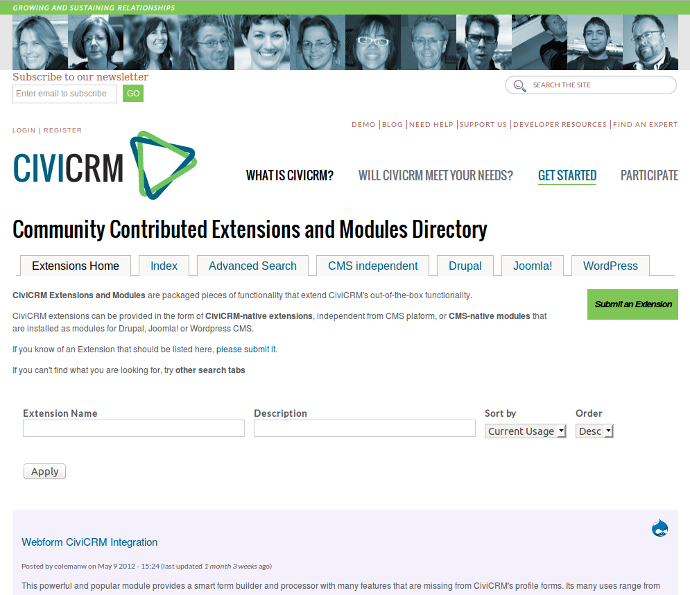 GROWING AND SUSTAINING RELATIONSHIPS
Subscribe to our newsletter
Enter email to subscribe GO
SEARCH THE SITE
LOGIN | REGISTER
DEMO | BLOG | NEED HELP | SUPPORT US | DEVELOPER RESOURCES | FIND AN EXPERT
CIVICRM
WHAT IS CIVICRM? WILL CIVICRM MEET YOUR NEEDS? GET STARTED PARTICIPATE
Community Contributed Extensions and Modules Directory
Extensions Home Index Advanced Search CMS independent Drupal Joomla! WordPress
CiviCRM Extensions and Modules are packaged pieces of functionality that extend CiviCRM's out-of-the-box functionality.
Submit an Extension
CiviCRM extensions can be provided in the form of CiviCRM-native extensions, independent from CMS plaform, or CMS-native modules that
are installed as modules for Drupal, Joomla! or Wordpress CMS.
If you know of an Extension that should be listed here, please submit it.
If you can't find what you are looking for, try other search tabs
Extension Name Description Sort by Order
Current Usage Desc
Apply
Webform CiviCRM Integration
Posted by colemanw on May 9 2012 - 15:24 (last updated 1 month 3 weeks ago)
This powerful and popular module provides a smart form builder and processor with many features that are missing from CiviCRM's profile forms. Its many uses range from